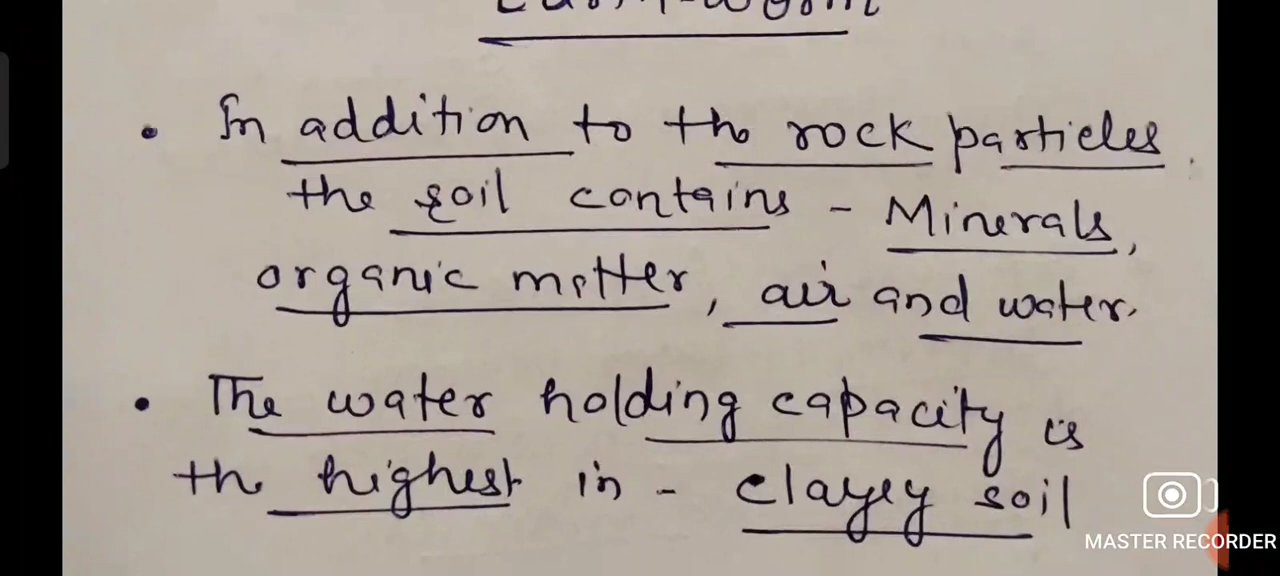 • In addition to the rock particles
the soil contains - Minerals,
organic matter, air and water.
• The water holding capacity is
the highest in - clayey soil
MASTER RECORDER